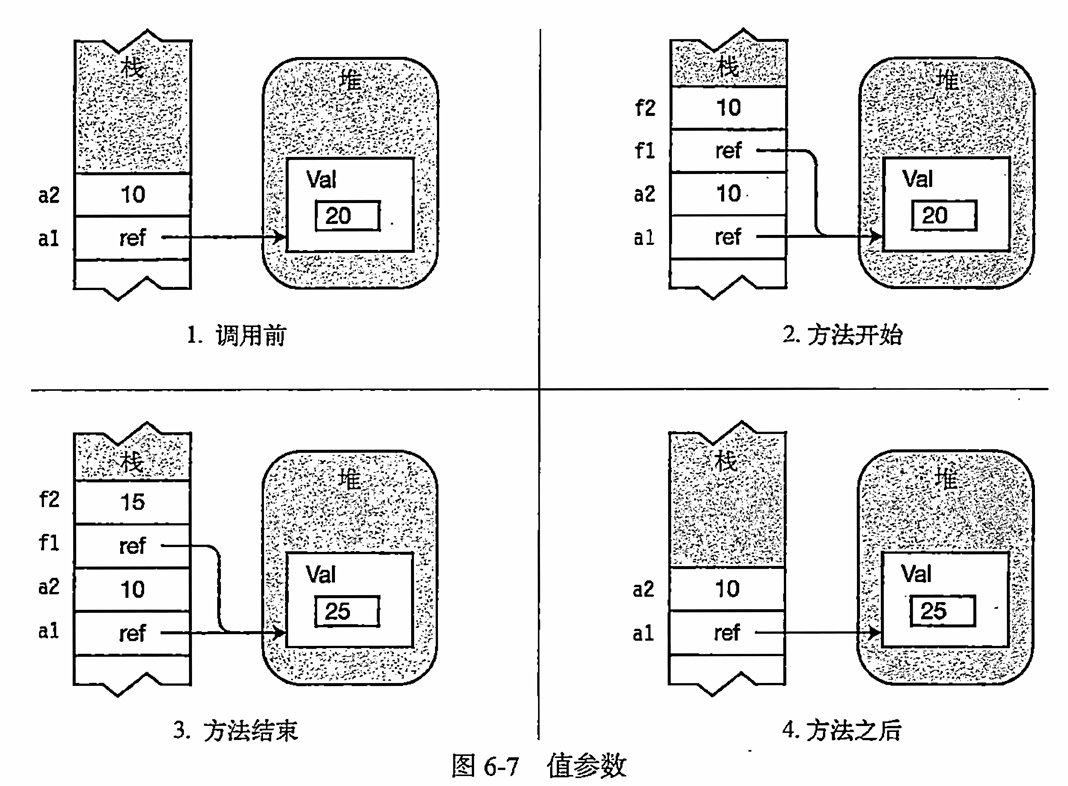 栈
堆
Val
a2 10
20
a1 ref
1. 调用前
栈
堆
f2 10
f1 ref
Val
a2 10
20
a1 ref
2. 方法开始
栈
堆
f2 15
f1 ref
Val
a2 10
25
a1 ref
3. 方法结束
栈
堆
Val
a2 10
25
a1 ref
4. 方法之后
图 6-7 值参数